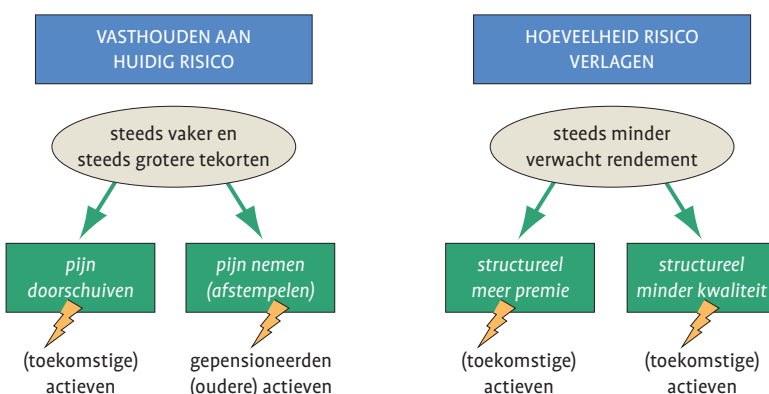 VASTHOUDEN AAN
HUIDIG RISICO
steeds vaker en
steeds grotere tekorten
pijn
doorschuiven
pijn nemen
(afstempelen)
(toekomstige)
actieven
gepensioneerden
(oudere) actieven
HOEVEELHEID RISICO
VERLAGEN
steeds minder
verwacht rendement
structureel
meer premie
structureel
minder kwaliteit
(toekomstige)
actieven
(toekomstige)
actieven